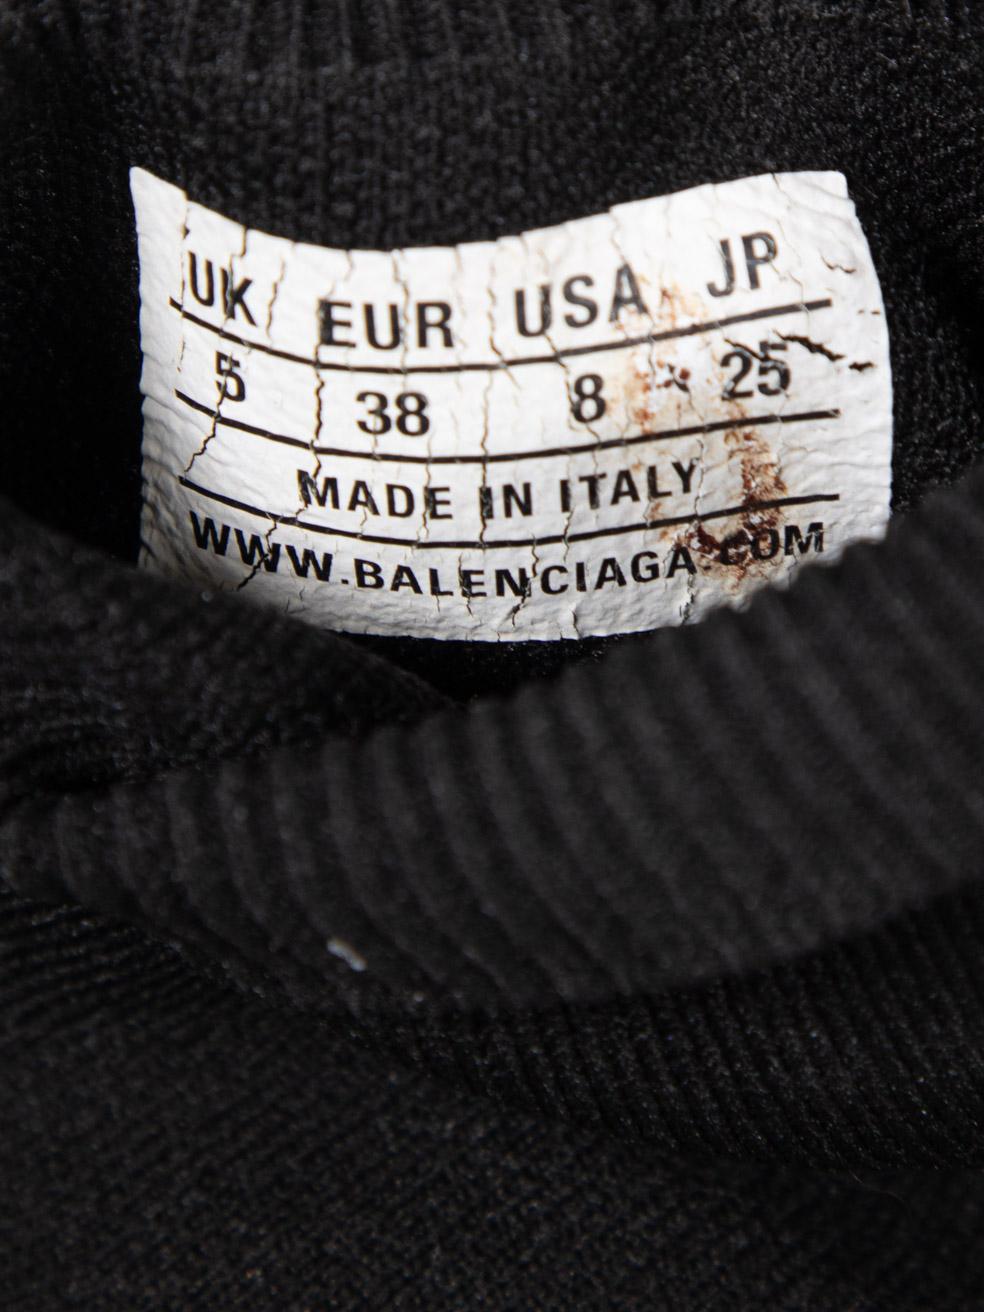 UK EUR USA JP
5 38 8 25
MADE IN ITALY
WWW.BALENCIAGA.COM